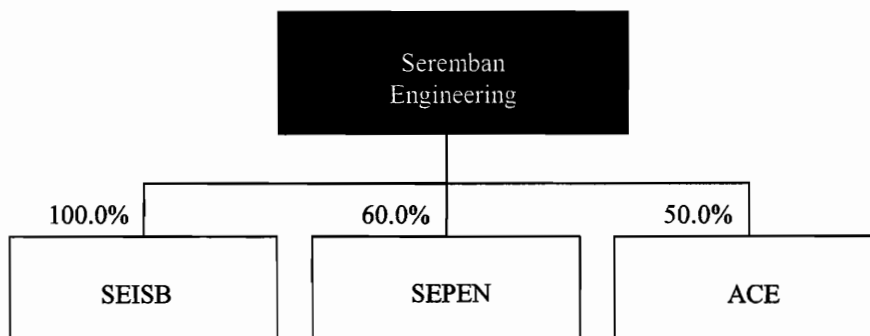 Seremban
Engineering
100.0%
60.0%
50.0%
SEISB
SEPEN
ACE